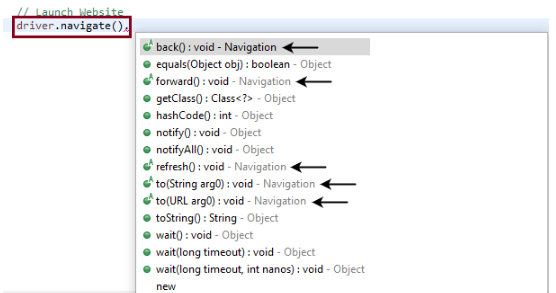 // Launch Website
driver.navigate().
back() : void - Navigation
equals(Object obj) : boolean - Object
forward() : void - Navigation
getClass() : Class<?> - Object
hashCode() : int - Object
notify() : void - Object
notifyAll() : void - Object
refresh() : void - Navigation
to(String arg0) : void - Navigation
to(URL arg0) : void - Navigation
toString() : String - Object
wait() : void - Object
wait(long timeout) : void - Object
wait(long timeout, int nanos) : void - Object
new